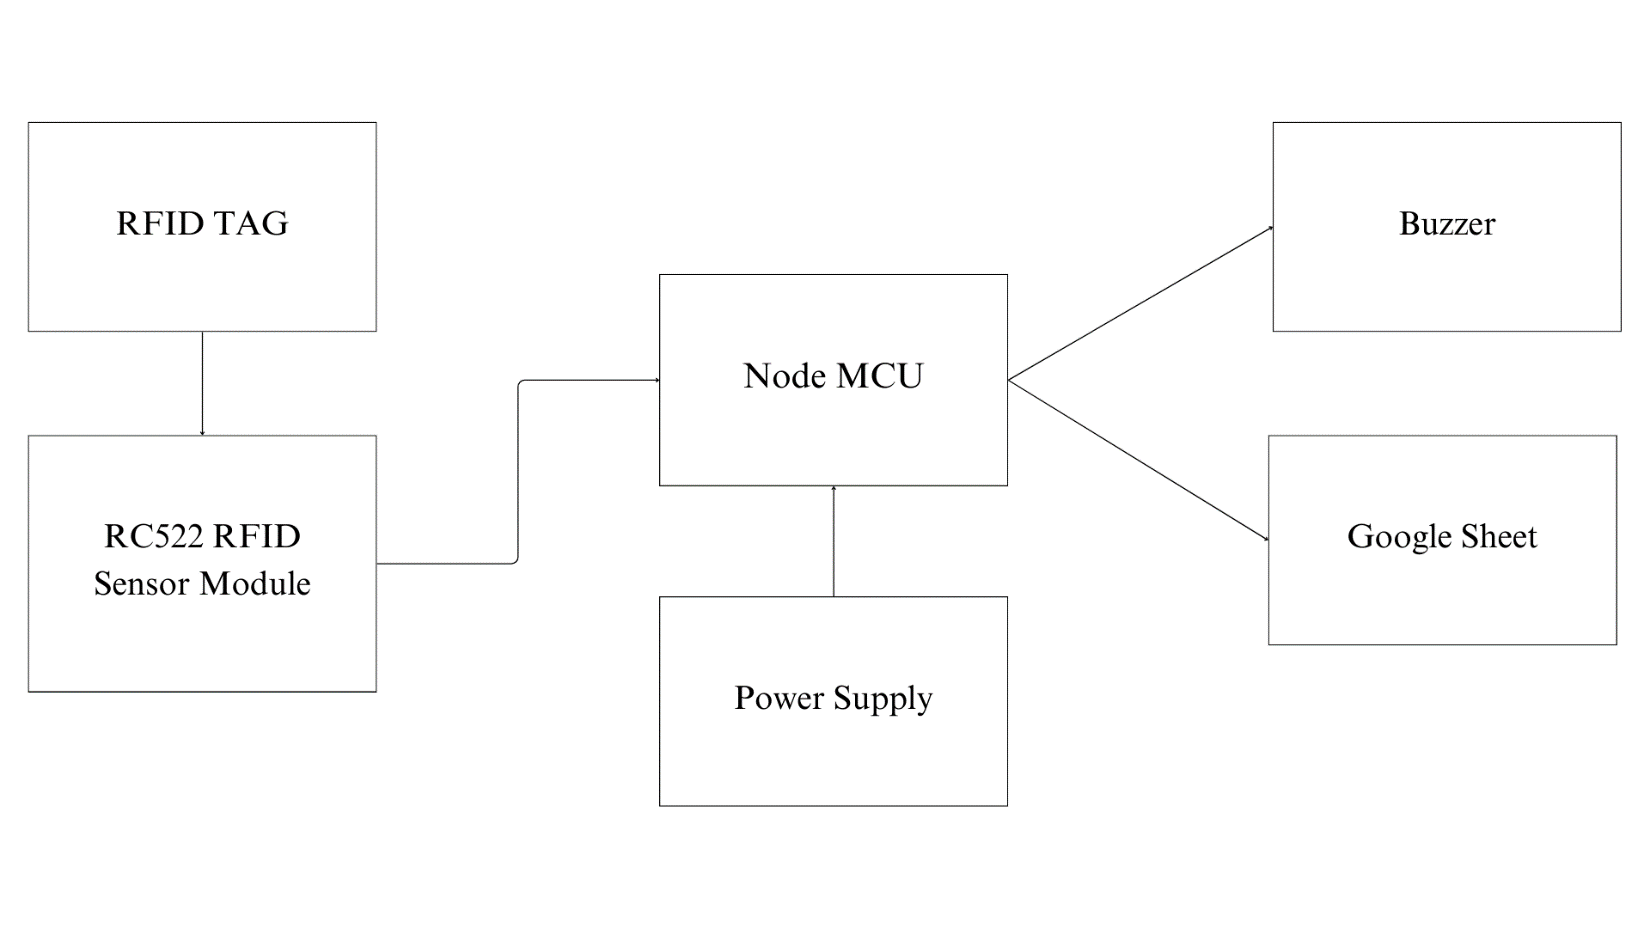 RFID TAG
RC522 RFID
Sensor Module
Node MCU
Power Supply
Buzzer
Google Sheet